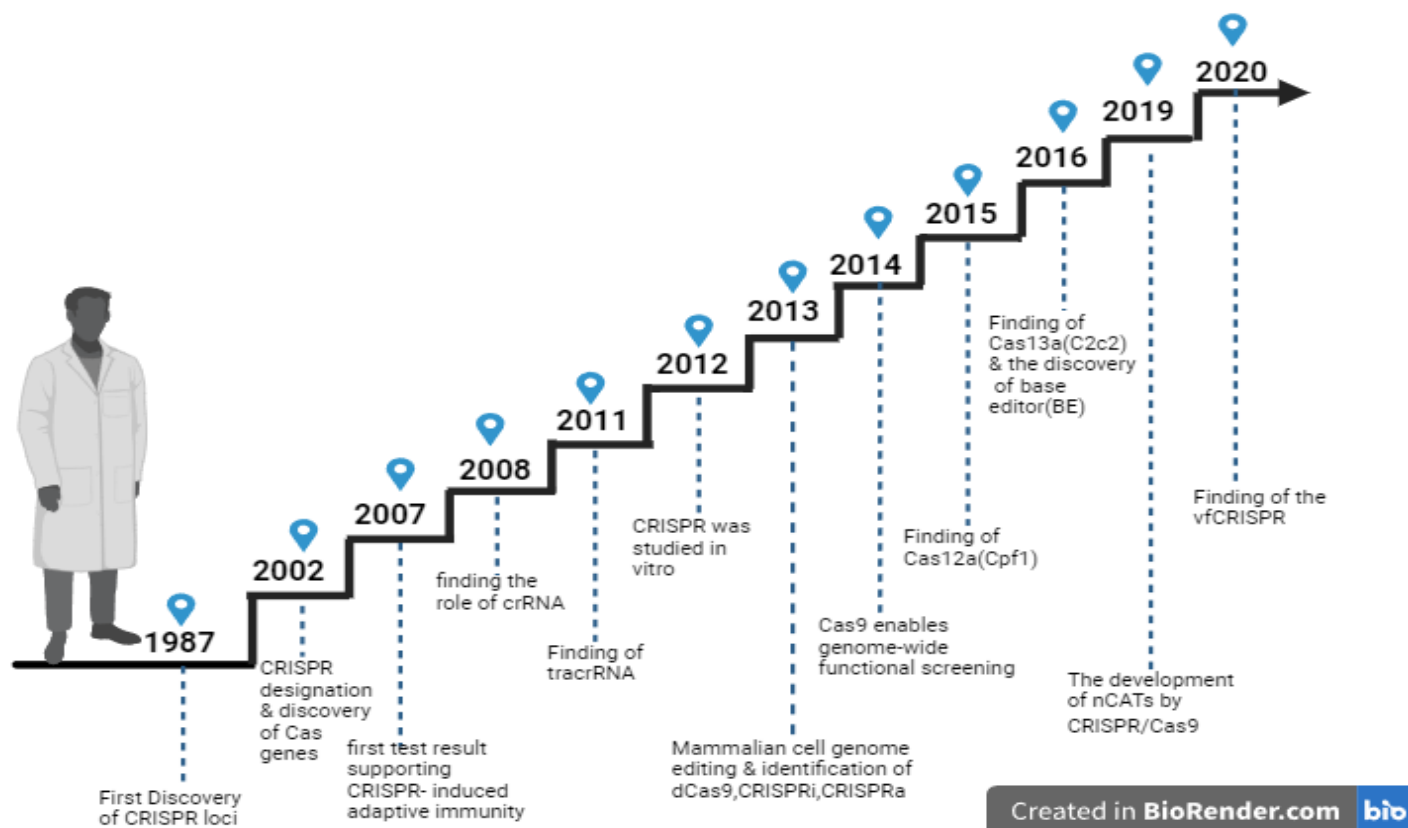 1987
First Discovery
of CRISPR loci
2002
CRISPR
designation
& discovery
of Cas
genes
2007
first test result
supporting
CRISPR- induced
adaptive immunity
2008
finding the
role of crRNA
2011
Finding of
tracrRNA
2012
CRISPR was
studied in
vitro
2013
Mammalian cell genome
editing & identification of
dCas9,CRISPRi,CRISPRa
2014
Cas9 enables
genome-wide
functional screening
2015
Finding of
Cas12a(Cpf1)
2016
Finding of
Cas13a(C2c2)
& the discovery
of base
editor(BE)
2019
The development
of nCATs by
CRISPR/Cas9
2020
Finding of the
vfCRISPR
Created in BioRender.com bio